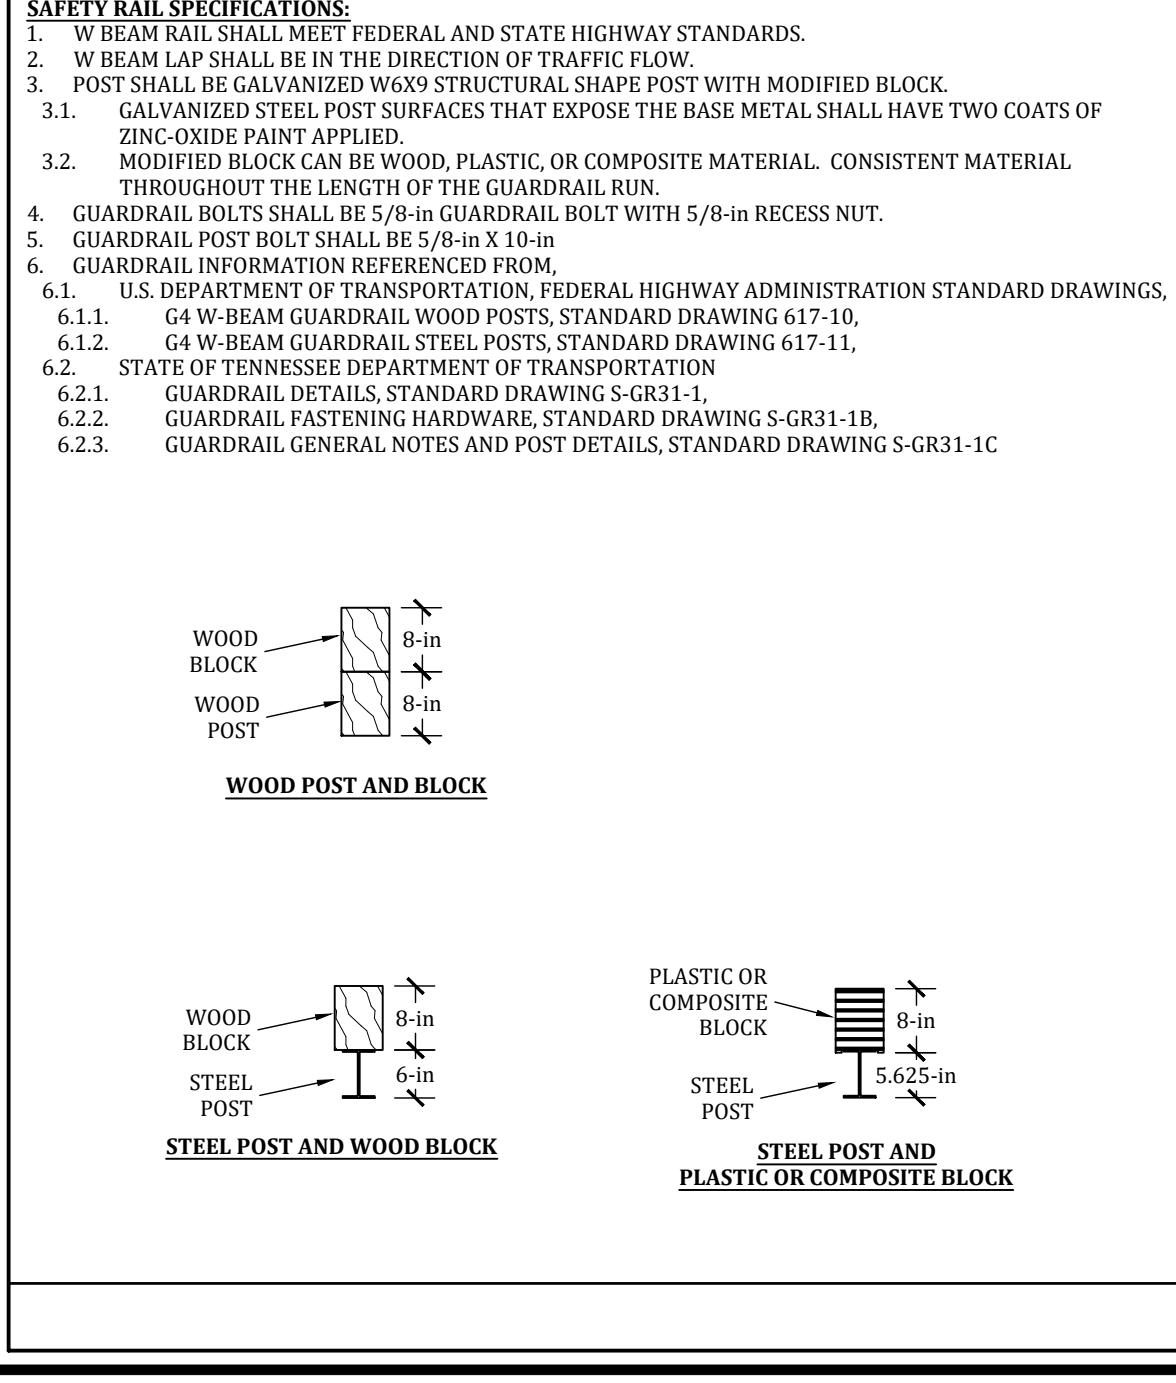 SAFETY RAIL SPECIFICATIONS:
1. W BEAM RAIL SHALL MEET FEDERAL AND STATE HIGHWAY STANDARDS.
2. W BEAM LAP SHALL BE IN THE DIRECTION OF TRAFFIC FLOW.
3. POST SHALL BE GALVANIZED W6X9 STRUCTURAL SHAPE POST WITH MODIFIED BLOCK.
3.1. GALVANIZED STEEL POST SURFACES THAT EXPOSE THE BASE METAL SHALL HAVE TWO COATS OF
ZINC-OXIDE PAINT APPLIED.
3.2. MODIFIED BLOCK CAN BE WOOD, PLASTIC, OR COMPOSITE MATERIAL. CONSISTENT MATERIAL
THROUGHOUT THE LENGTH OF THE GUARDRAIL RUN.
4. GUARDRAIL BOLTS SHALL BE 5/8-in GUARDRAIL BOLT WITH 5/8-in RECESS NUT.
5. GUARDRAIL POST BOLT SHALL BE 5/8-in X 10-in
6. GUARDRAIL INFORMATION REFERENCED FROM,
6.1. U.S. DEPARTMENT OF TRANSPORTATION, FEDERAL HIGHWAY ADMINISTRATION STANDARD DRAWINGS,
6.1.1. G4 W-BEAM GUARDRAIL WOOD POSTS, STANDARD DRAWING 617-10,
6.1.2. G4 W-BEAM GUARDRAIL STEEL POSTS, STANDARD DRAWING 617-11,
6.2. STATE OF TENNESSEE DEPARTMENT OF TRANSPORTATION
6.2.1. GUARDRAIL DETAILS, STANDARD DRAWING S-GR31-1,
6.2.2. GUARDRAIL FASTENING HARDWARE, STANDARD DRAWING S-GR31-1B,
6.2.3. GUARDRAIL GENERAL NOTES AND POST DETAILS, STANDARD DRAWING S-GR31-1C
WOOD
BLOCK
8-in
WOOD
POST
8-in
WOOD POST AND BLOCK
WOOD
BLOCK
8-in
STEEL
POST
6-in
STEEL POST AND WOOD BLOCK
PLASTIC OR
COMPOSITE
BLOCK
8-in
STEEL
POST
5.625-in
STEEL POST AND
PLASTIC OR COMPOSITE BLOCK